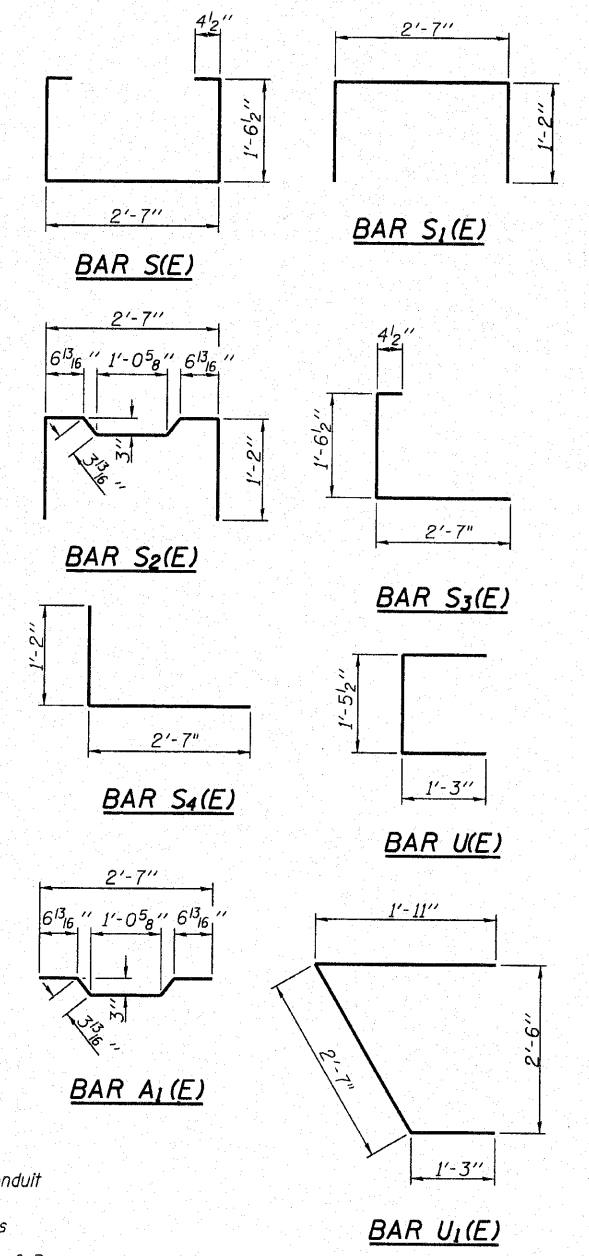 4½"
2'-7"
1'-6½"
1'-2"
2'-7"
BAR S(E)
BAR S1(E)
2'-7"
6 13/16" 1'-0 5/8" 6 13/16"
3"
3 13/16"
1'-2"
BAR S2(E)
4½"
1'-6½"
2'-7"
BAR S3(E)
1'-2"
2'-7"
BAR S4(E)
1'-5½"
1'-3"
BAR U(E)
2'-7"
6 13/16" 1'-0 5/8" 6 13/16"
3"
3 13/16"
BAR A1(E)
1'-11"
2'-7"
2'-6"
1'-3"
BAR U1(E)
nduit
s